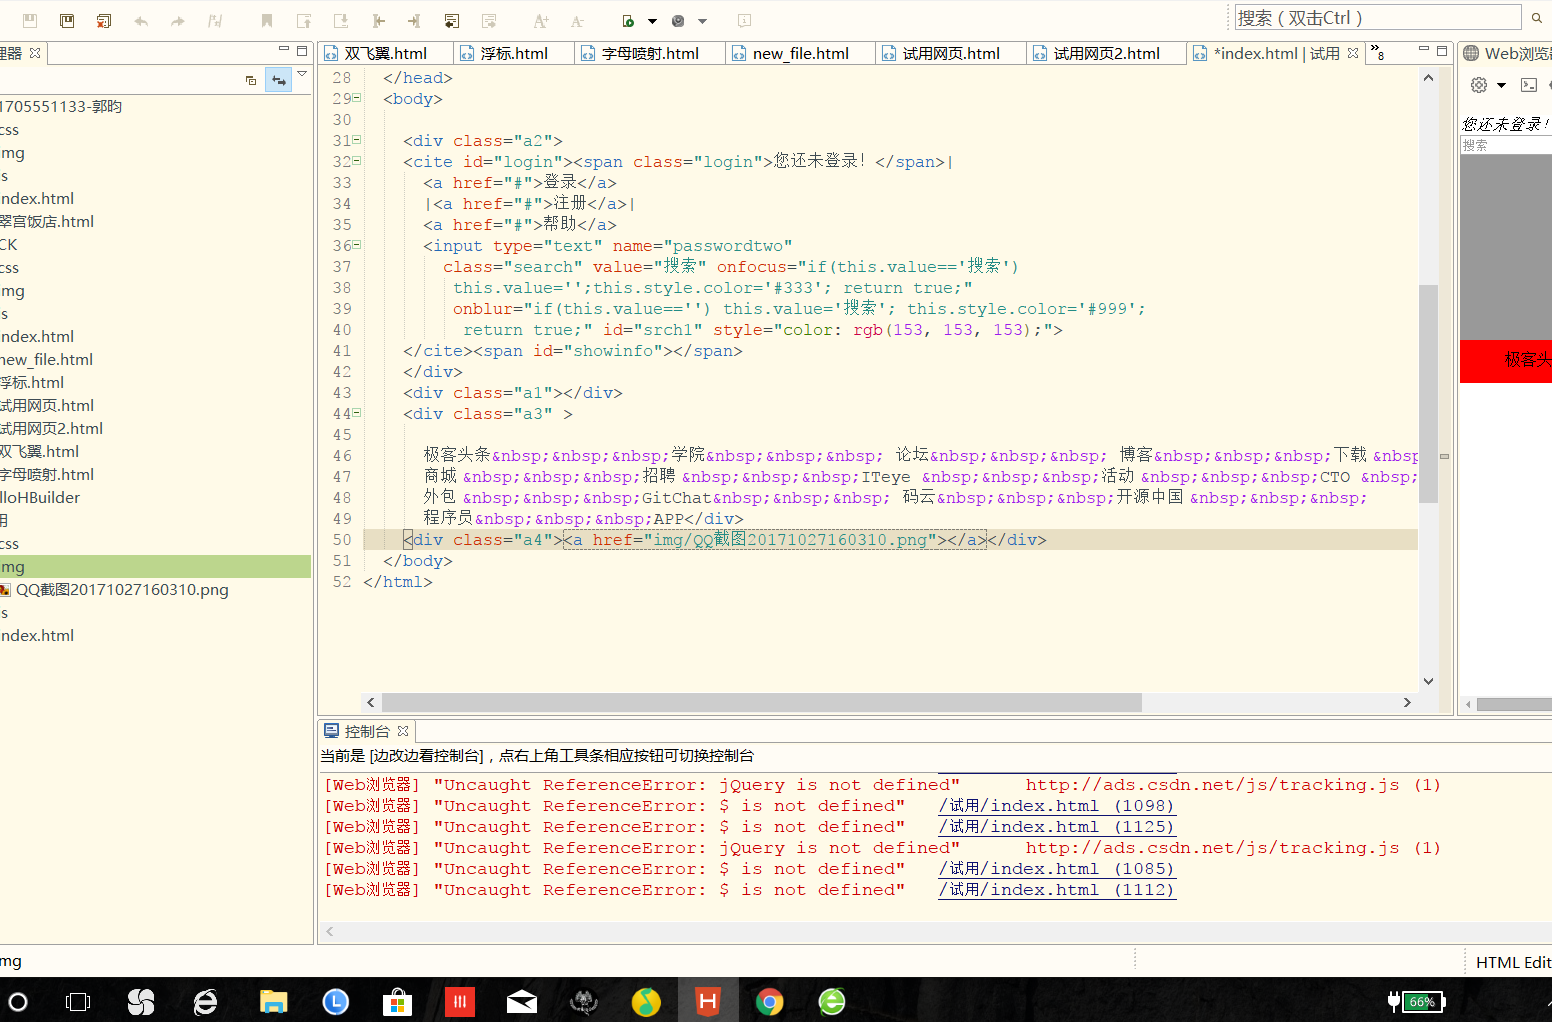 搜索（双击Ctrl）
理器
双飞翼.html
浮标.html
字母喷射.html
new_file.html
试用网页.html
试用网页2.html
*index.html | 试用
»8
Web浏览器
1705551133-郭昀
css
mg
s
ndex.html
翠宫饭店.html
CK
css
mg
s
ndex.html
new_file.html
浮标.html
试用网页.html
试用网页2.html
双飞翼.html
字母喷射.html
lloHBuilder
用
css
mg
QQ截图20171027160310.png
s
ndex.html
28 </head>
29 <body>
30
31 <div class="a2">
32 <cite id="login"><span class="login">您还未登录! </span>|
33 <a href="#">登录</a>
34 |<a href="#">注册</a>|
35 <a href="#">帮助</a>
36 <input type="text" name="passwordtwo"
37 class="search" value="搜索" onfocus="if(this.value=='搜索')
38 this.value='';this.style.color='#333'; return true;"
39 onblur="if(this.value=='') this.value='搜索'; this.style.color='#999';
40 return true;" id="srch1" style="color: rgb(153, 153, 153);">
41 </cite><span id="showinfo"></span>
42 </div>
43 <div class="a1"></div>
44 <div class="a3" >
45
46 极客头条&nbsp;&nbsp;&nbsp;学院&nbsp;&nbsp;&nbsp; 论坛&nbsp;&nbsp;&nbsp; 博客&nbsp;&nbsp;&nbsp;下载 &nbsp
47 商城 &nbsp;&nbsp;&nbsp;招聘 &nbsp;&nbsp;&nbsp;ITeye &nbsp;&nbsp;&nbsp;活动 &nbsp;&nbsp;&nbsp;CTO &nbsp;
48 外包 &nbsp;&nbsp;&nbsp;GitChat&nbsp;&nbsp;&nbsp; 码云&nbsp;&nbsp;&nbsp;开源中国 &nbsp;&nbsp;&nbsp;
49 程序员&nbsp;&nbsp;&nbsp;APP</div>
50 <div class="a4"><a href="img/QQ截图20171027160310.png"></a></div>
51 </body>
52 </html>
您还未登录!
搜索
极客头
控制台
当前是 [边改边看控制台]，点右上角工具条相应按钮可切换控制台
[Web浏览器] "Uncaught ReferenceError: jQuery is not defined" http://ads.csdn.net/js/tracking.js (1)
[Web浏览器] "Uncaught ReferenceError: $ is not defined" /试用/index.html (1098)
[Web浏览器] "Uncaught ReferenceError: $ is not defined" /试用/index.html (1125)
[Web浏览器] "Uncaught ReferenceError: jQuery is not defined" http://ads.csdn.net/js/tracking.js (1)
[Web浏览器] "Uncaught ReferenceError: $ is not defined" /试用/index.html (1085)
[Web浏览器] "Uncaught ReferenceError: $ is not defined" /试用/index.html (1112)
mg
HTML Edit
66%